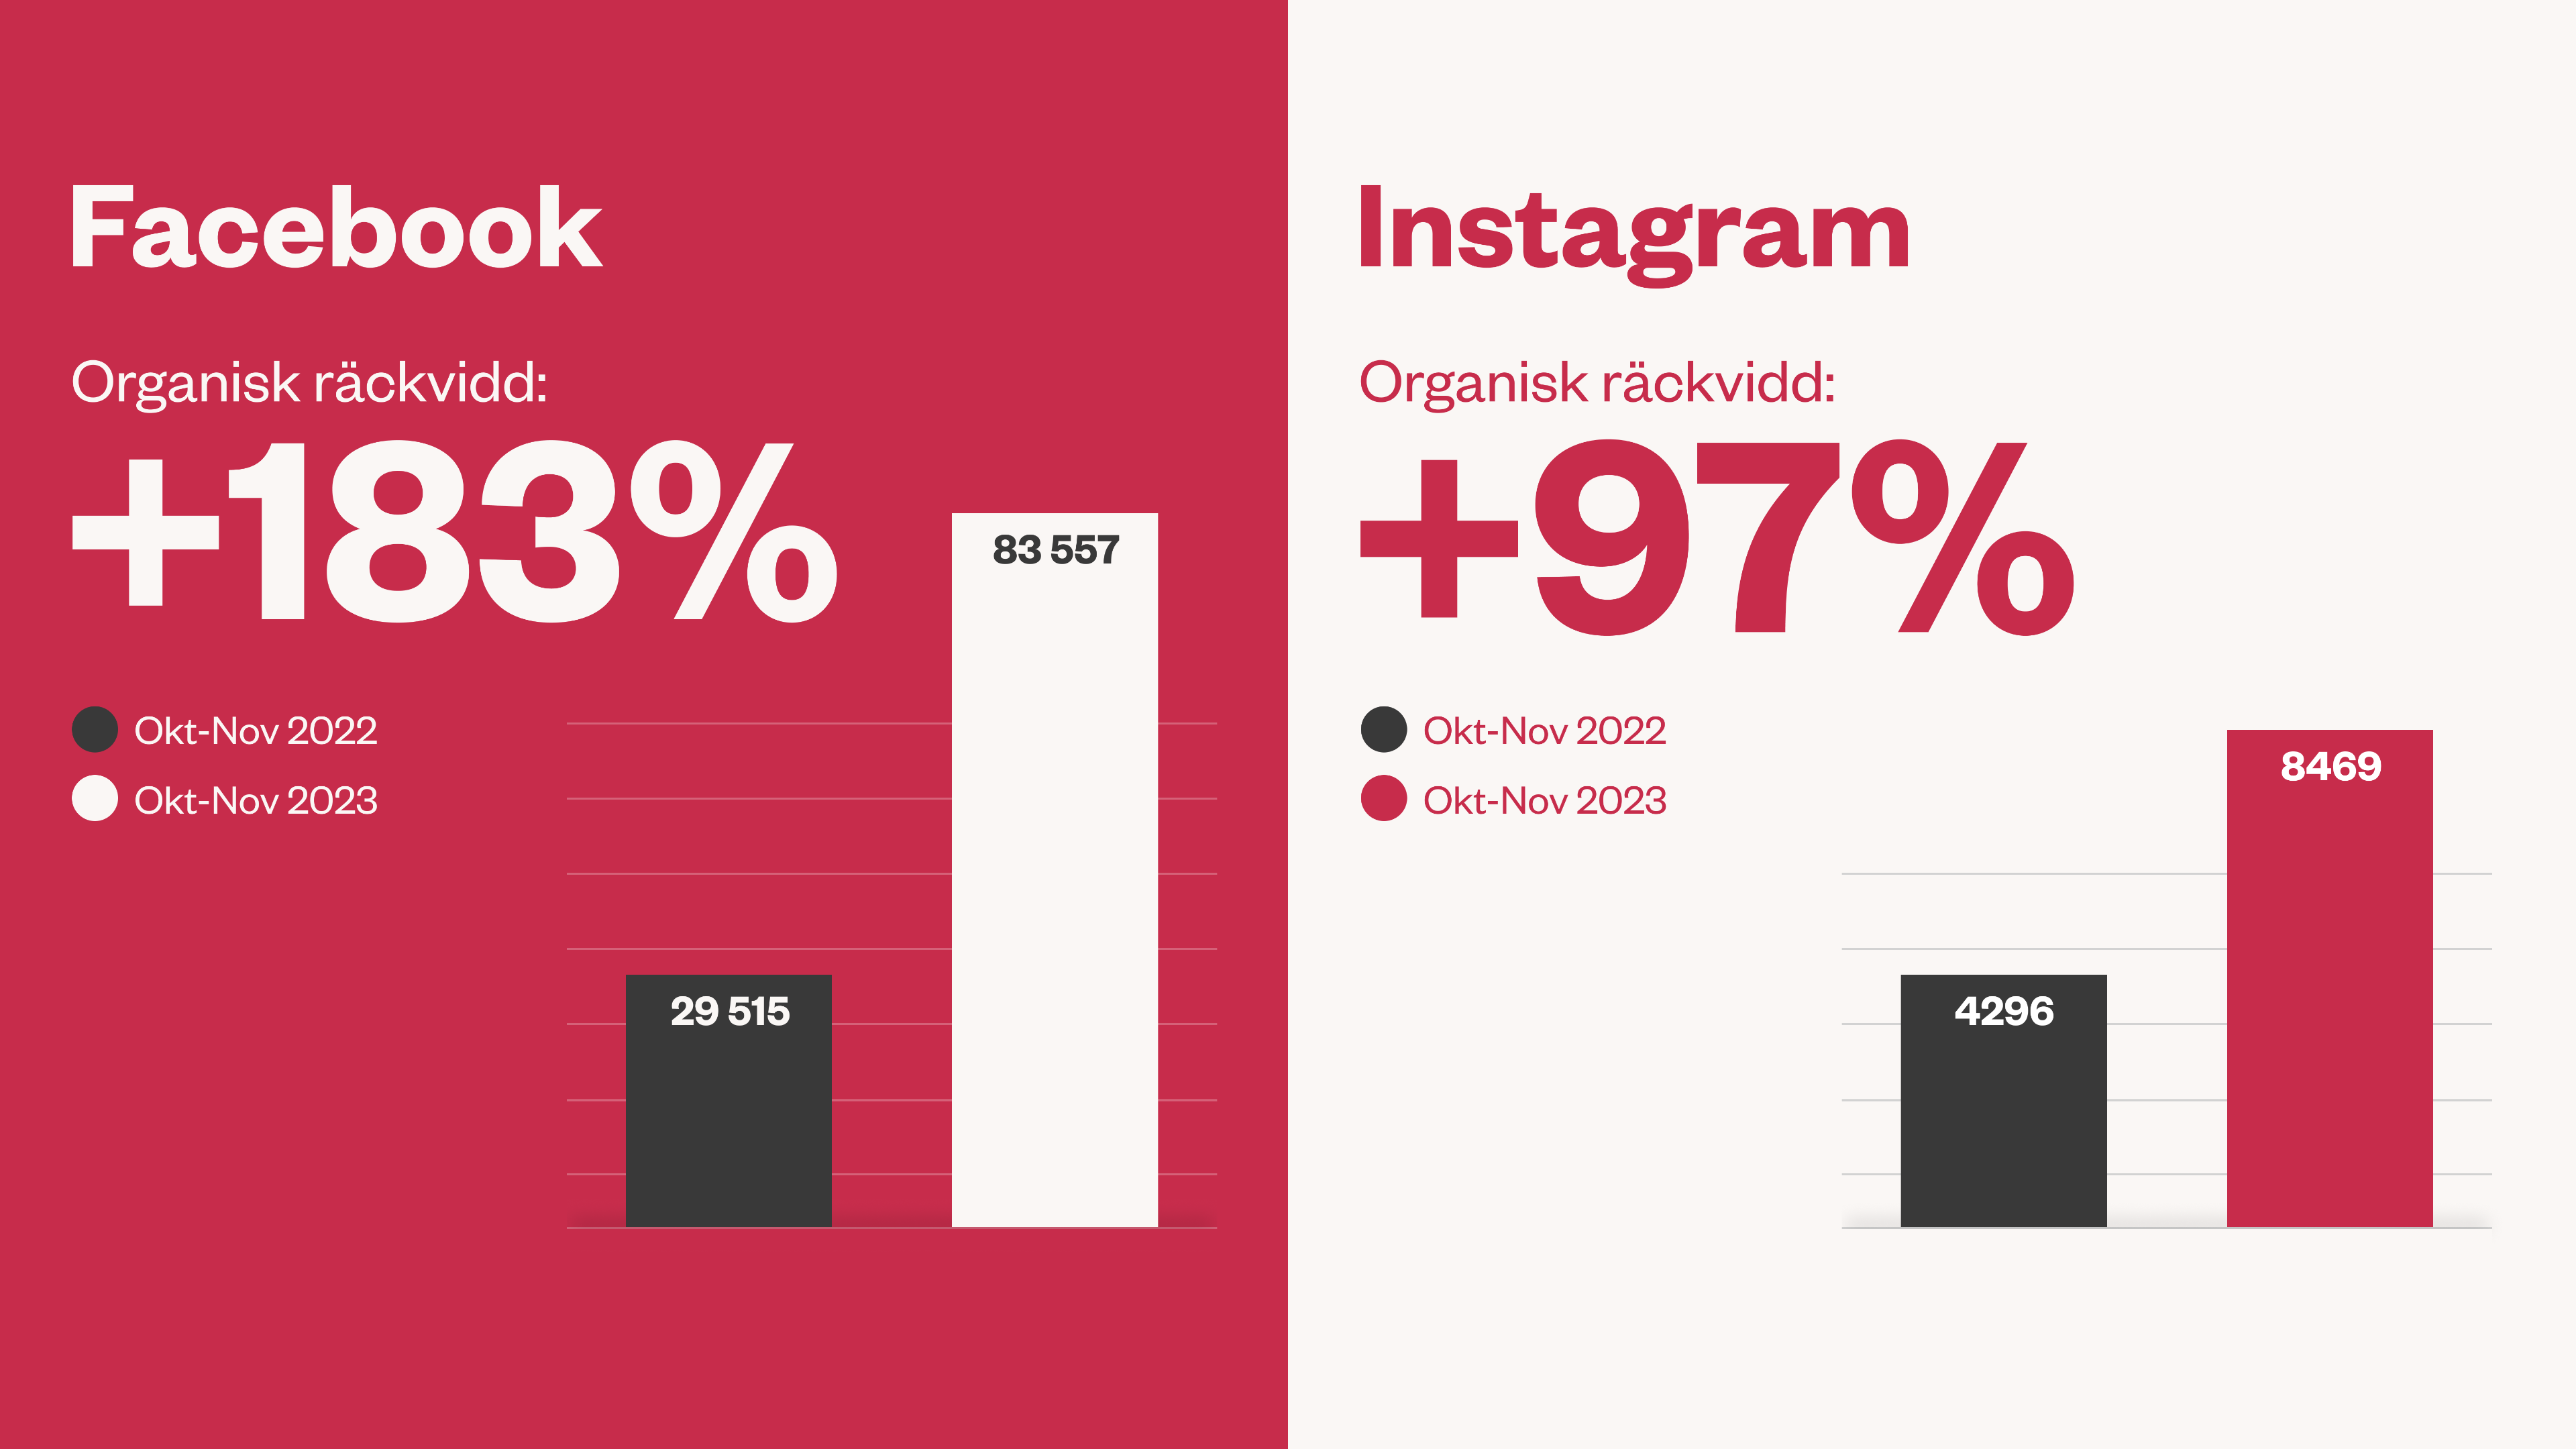 Facebook
Organisk räckvidd:
+183%
Okt-Nov 2022
Okt-Nov 2023
83 557
29 515
Instagram
Organisk räckvidd:
+97%
Okt-Nov 2022
Okt-Nov 2023
8469
4296